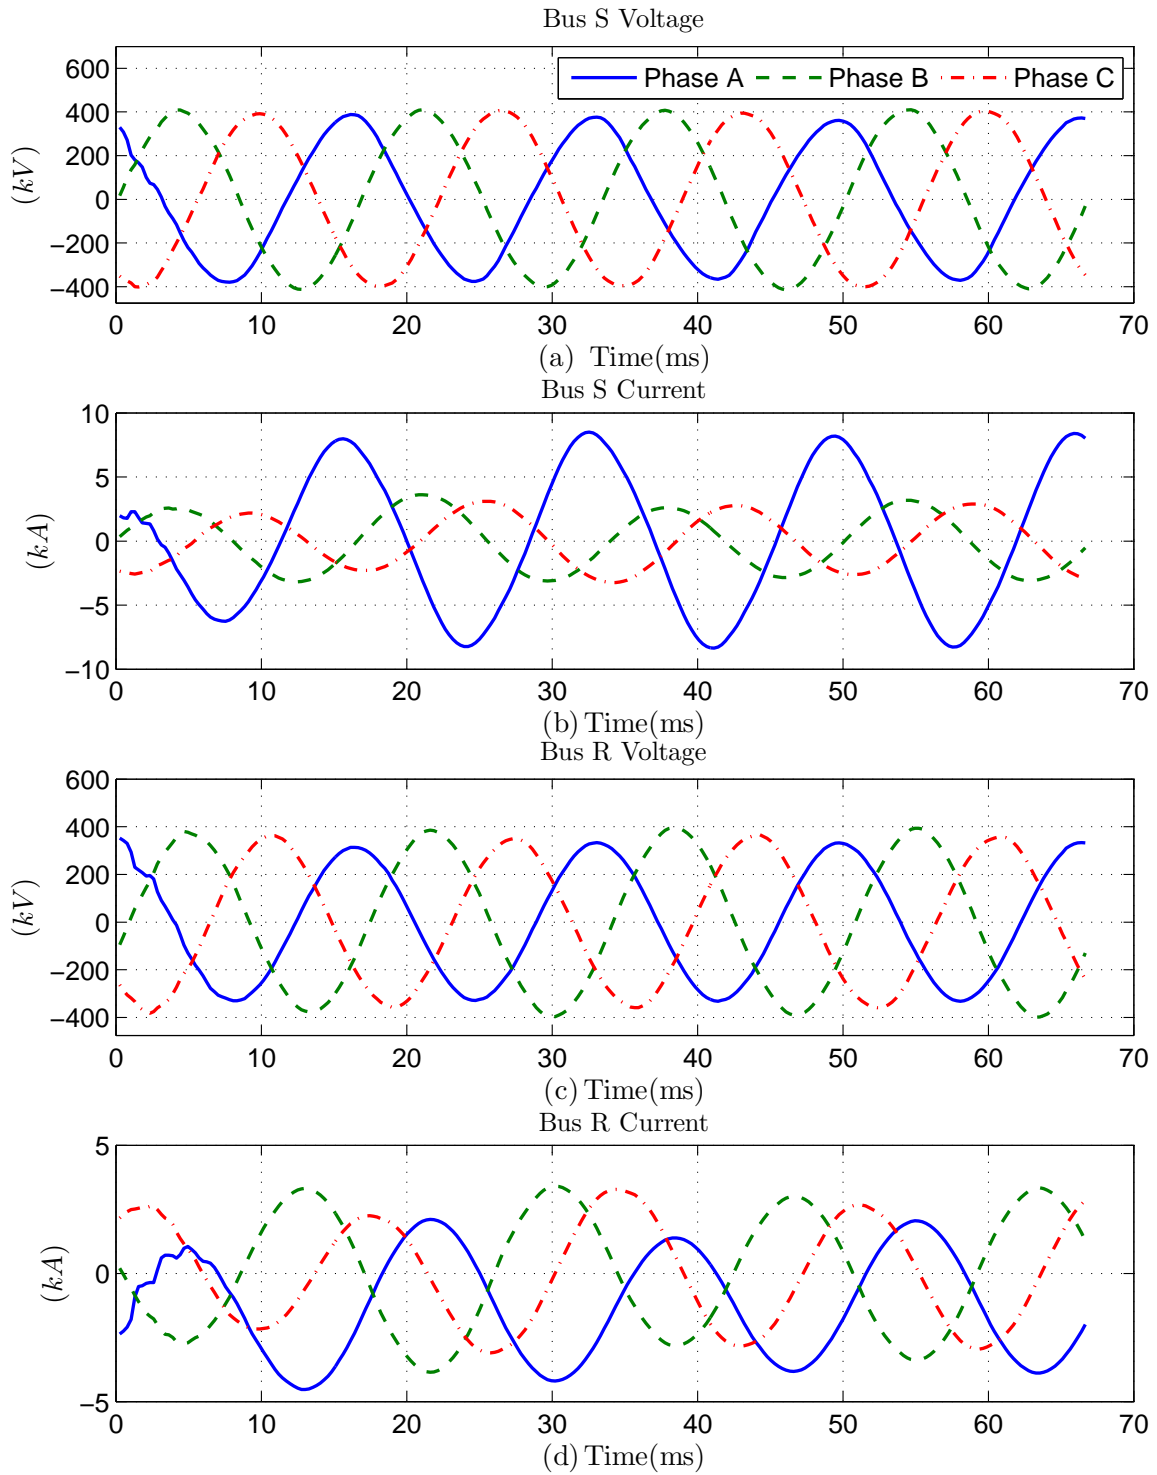 Bus S Voltage
600
400
200
0
−200
−400
(kV)
Phase A Phase B Phase C
0 10 20 30 40 50 60 70
(a) Time(ms)
Bus S Current
10
5
0
−5
−10
(kA)
0 10 20 30 40 50 60 70
(b) Time(ms)
Bus R Voltage
600
400
200
0
−200
−400
(kV)
0 10 20 30 40 50 60 70
(c) Time(ms)
Bus R Current
5
0
−5
(kA)
0 10 20 30 40 50 60 70
(d) Time(ms)